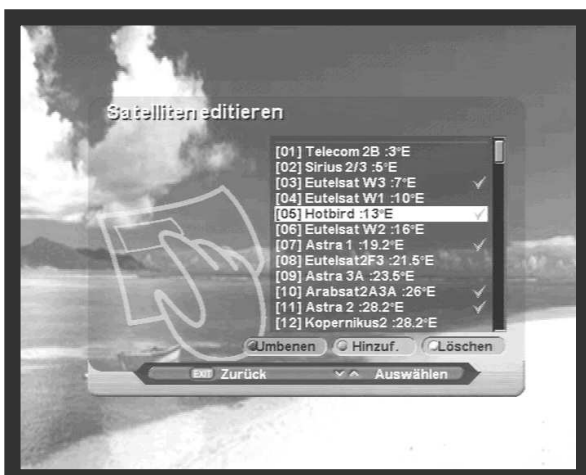 Satelliten editieren
[01] Telecom 2B :3°E
[02] Sirius 2/3 :5°E
[03] Eutelsat W3 :7°E
[04] Eutelsat W1 :10°E
[05] Hotbird :13°E
[06] Eutelsat W2 :16°E
[07] Astra 1 :19.2°E
[08] Eutelsat2F3 :21.5°E
[09] Astra 3A :23.5°E
[10] Arabsat2A3A :26°E
[11] Astra 2 :28.2°E
[12] Kopernikus2 :28.2°E
Umbenen Hinzuf. Löschen
EXIT Zurück Auswählen